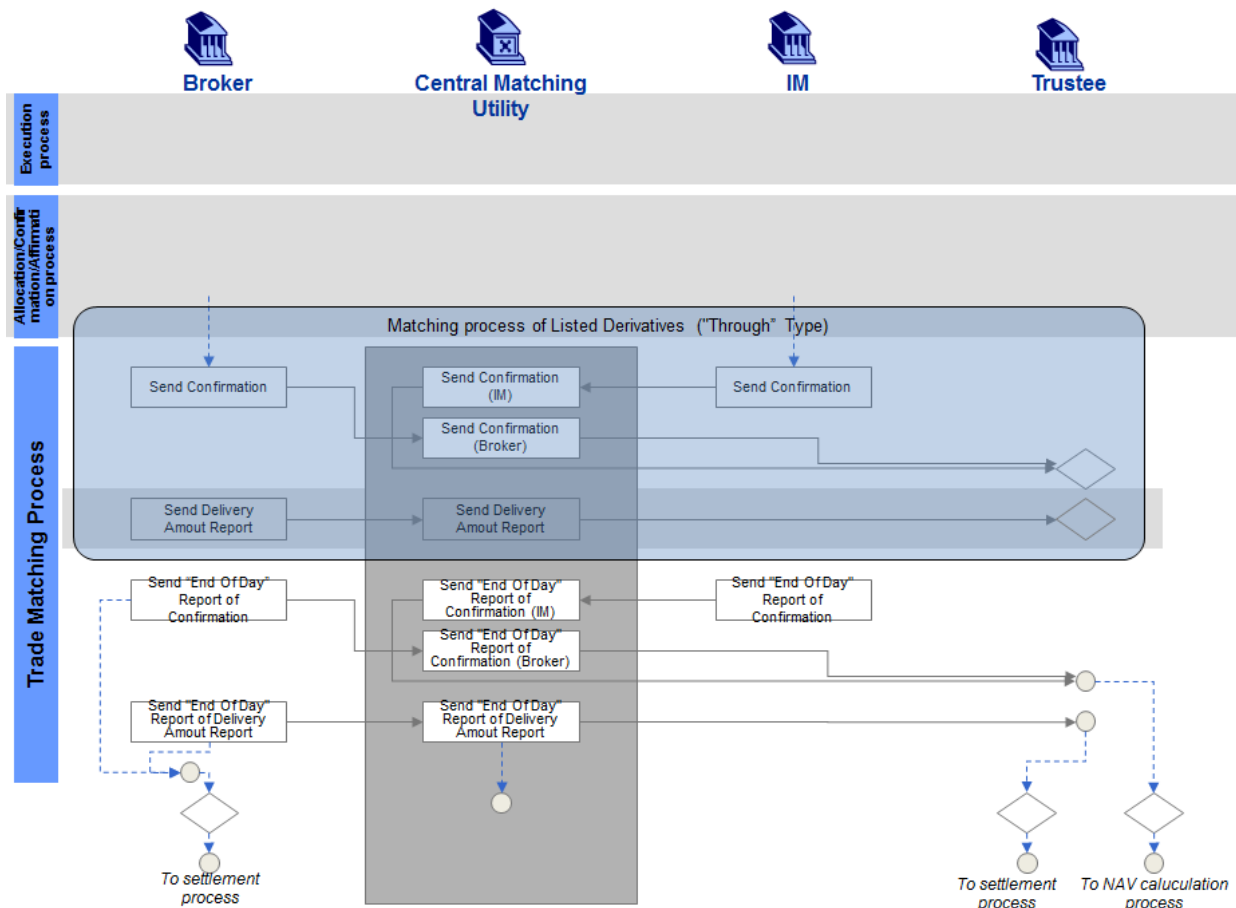 Broker
Central Matching
Utility
IM
Trustee
Execution
process
Allocation/Confir
mation/Affirmati
on process
Matching process of Listed Derivatives ("Through" Type)
Trade Matching Process
Send Confirmation
Send Confirmation
(IM)
Send Confirmation
Send Confirmation
(Broker)
Send Delivery
Amout Report
Send Delivery
Amout Report
Send "End Of Day"
Report of
Confirmation
Send "End Of Day"
Report of
Confirmation (IM)
Send "End Of Day"
Report of
Confirmation
Send "End Of Day"
Report of
Confirmation (Broker)
Send "End Of Day"
Report of Delivery
Amout Report
Send "End Of Day"
Report of Delivery
Amout Report
To settlement
process
To settlement
process
To NAV caluculation
process